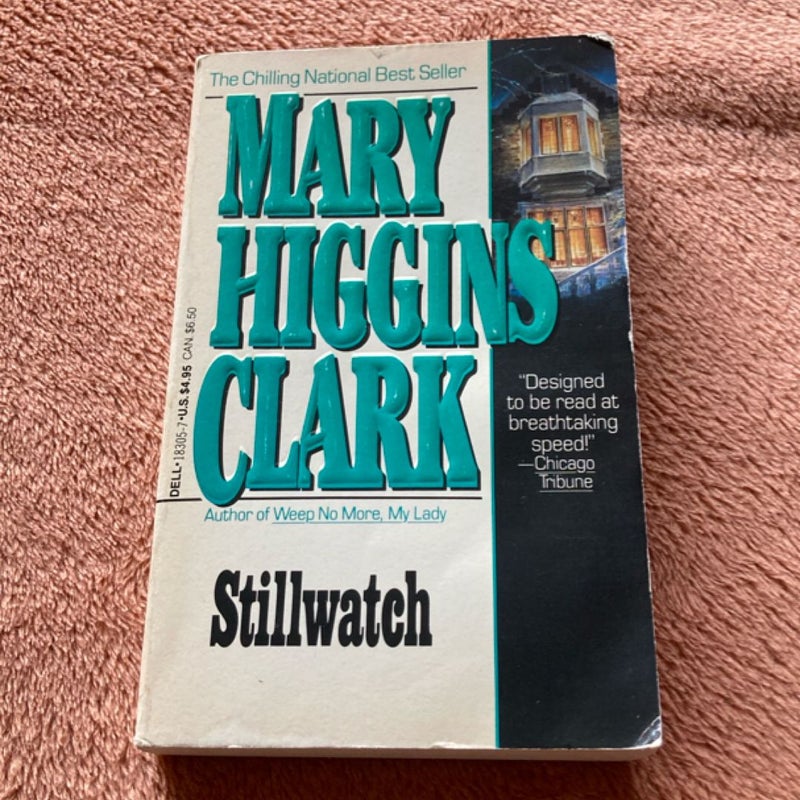 The Chilling National Best Seller
MARY
HIGGINS
CLARK
Author of Weep No More, My Lady
Stillwatch
"Designed
to be read at
breathtaking
speed!"
—Chicago
Tribune
DELL•18305-7•U.S. $4.95 CAN. $6.50